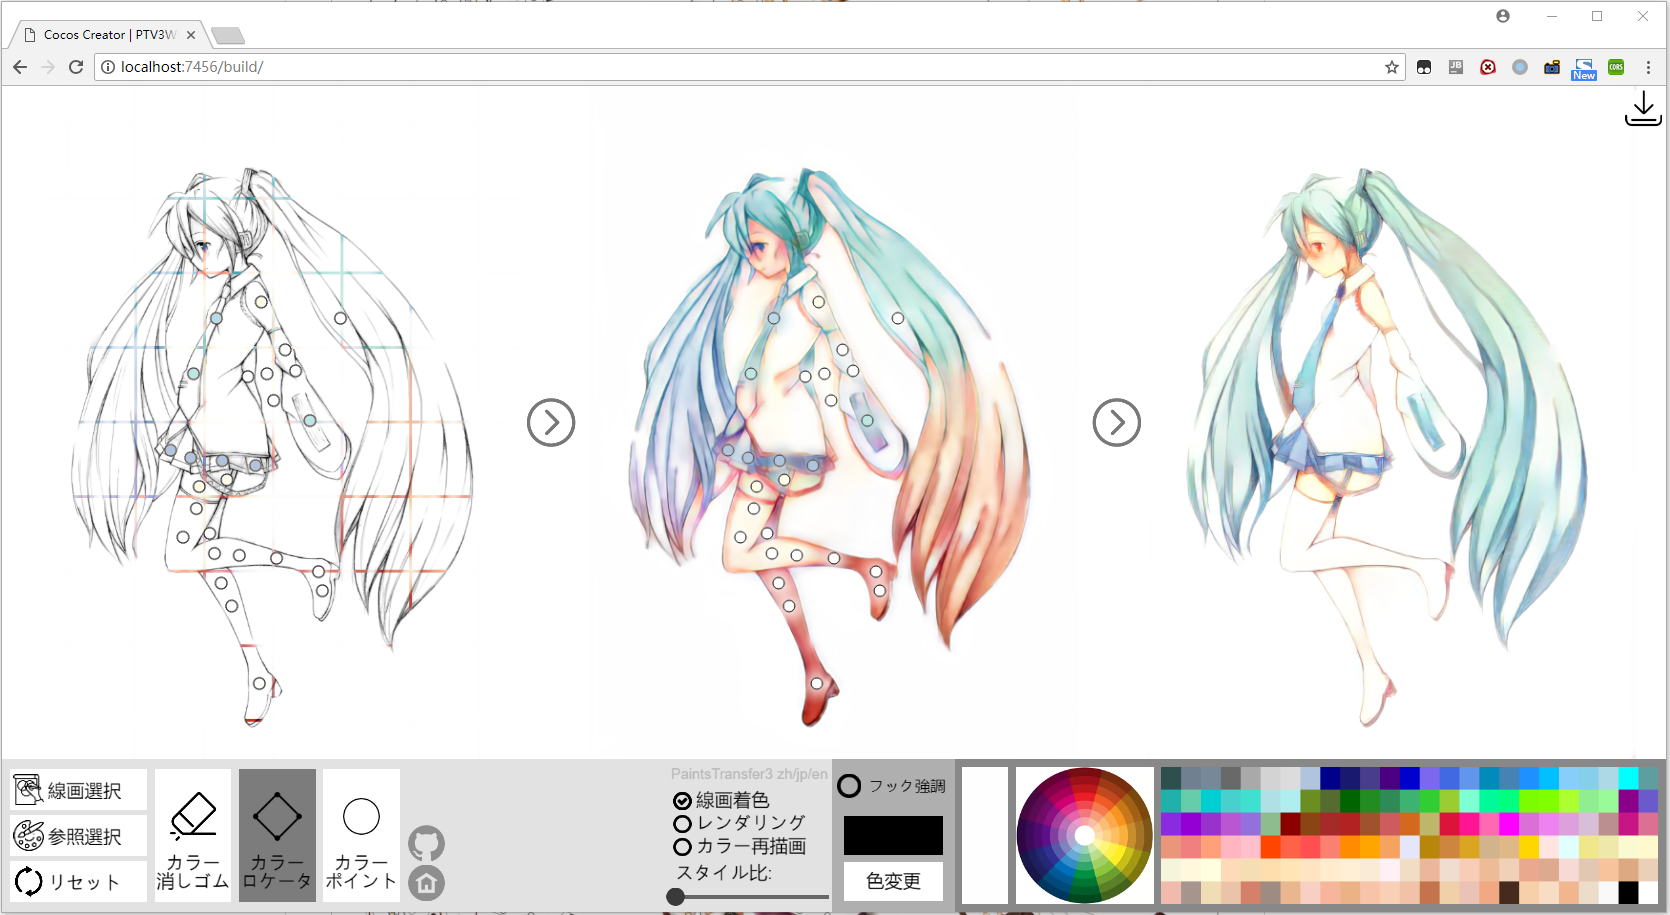 Cocos Creator | PTV3W
localhost:7456/build/
JB
New
CORS
線画選択
参照選択
リセット
カラー
消しゴム
カラー
ロケータ
カラー
ポイント
PaintsTransfer3 zh/jp/en
線画着色
レンダリング
カラー再描画
スタイル比:
フック強調
色変更